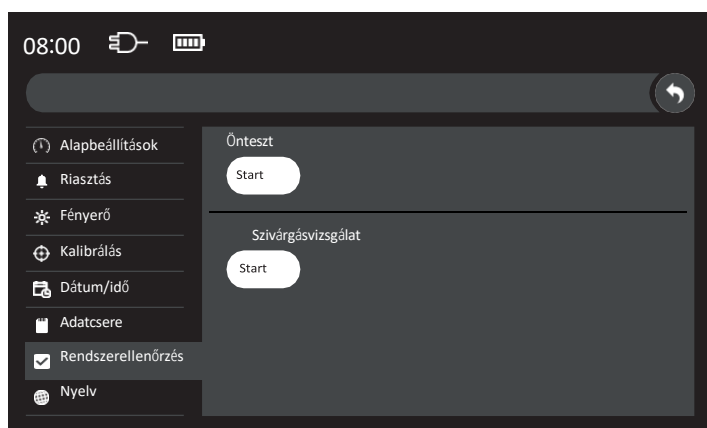 08:00
Alapbeállítások
Riasztás
Fényerő
Kalibrálás
Dátum/idő
Adatcsere
Rendszerellenőrzés
Nyelv
Önteszt
Start
Szivárgásvizsgálat
Start